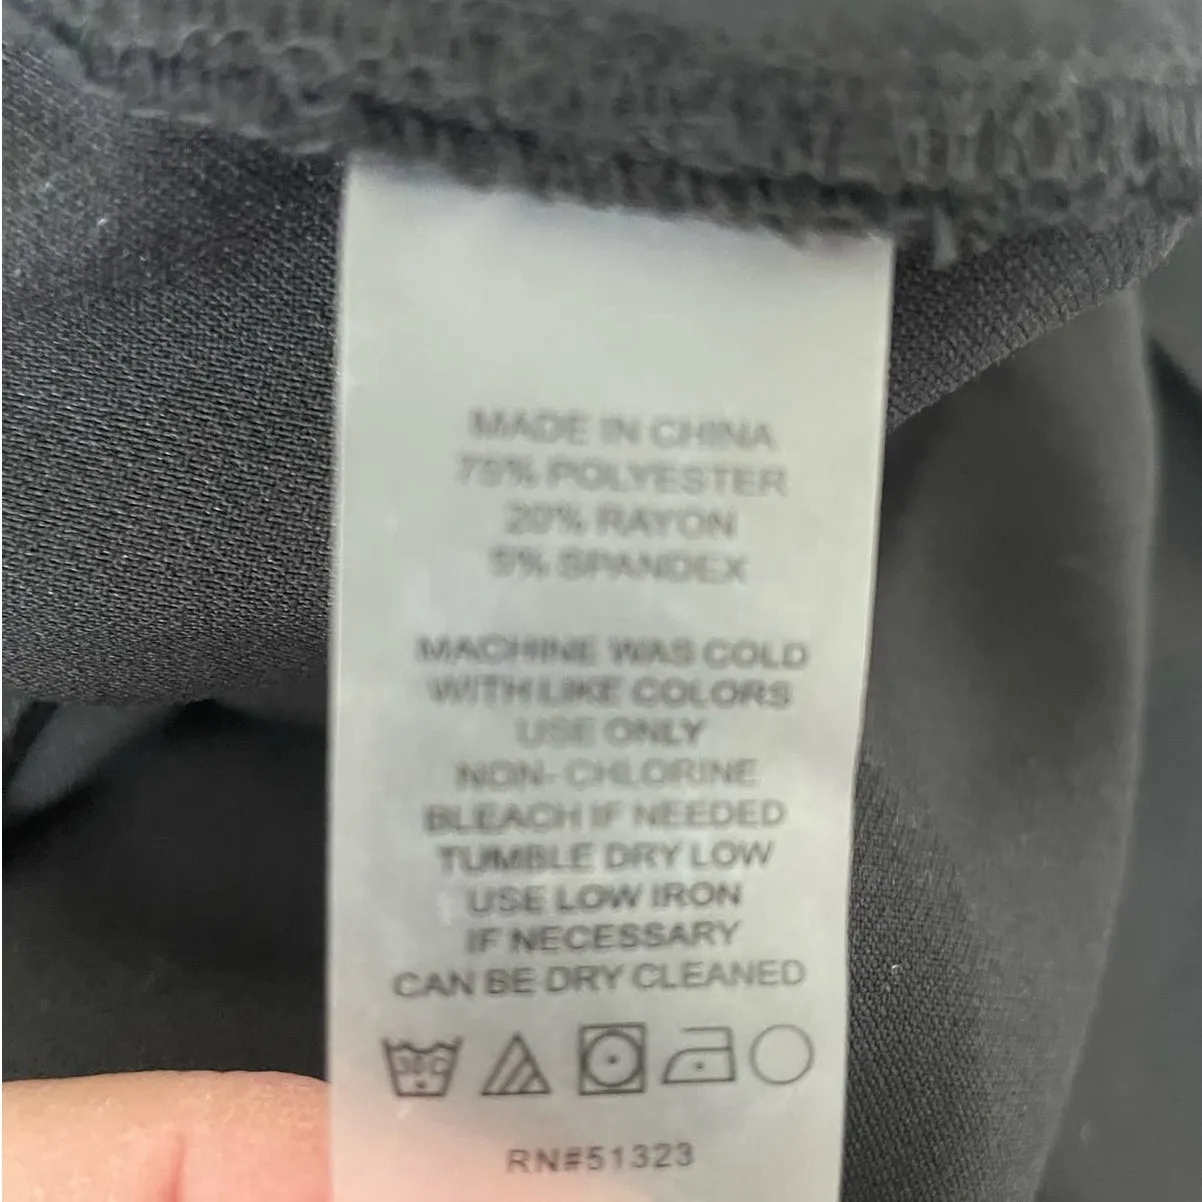 MADE IN CHINA
75% POLYESTER
20% RAYON
5% SPANDEX
MACHINE WAS COLD
WITH LIKE COLORS
USE ONLY
NON- CHLORINE
BLEACH IF NEEDED
TUMBLE DRY LOW
USE LOW IRON
IF NECESSARY
CAN BE DRY CLEANED
30C
RN#51323